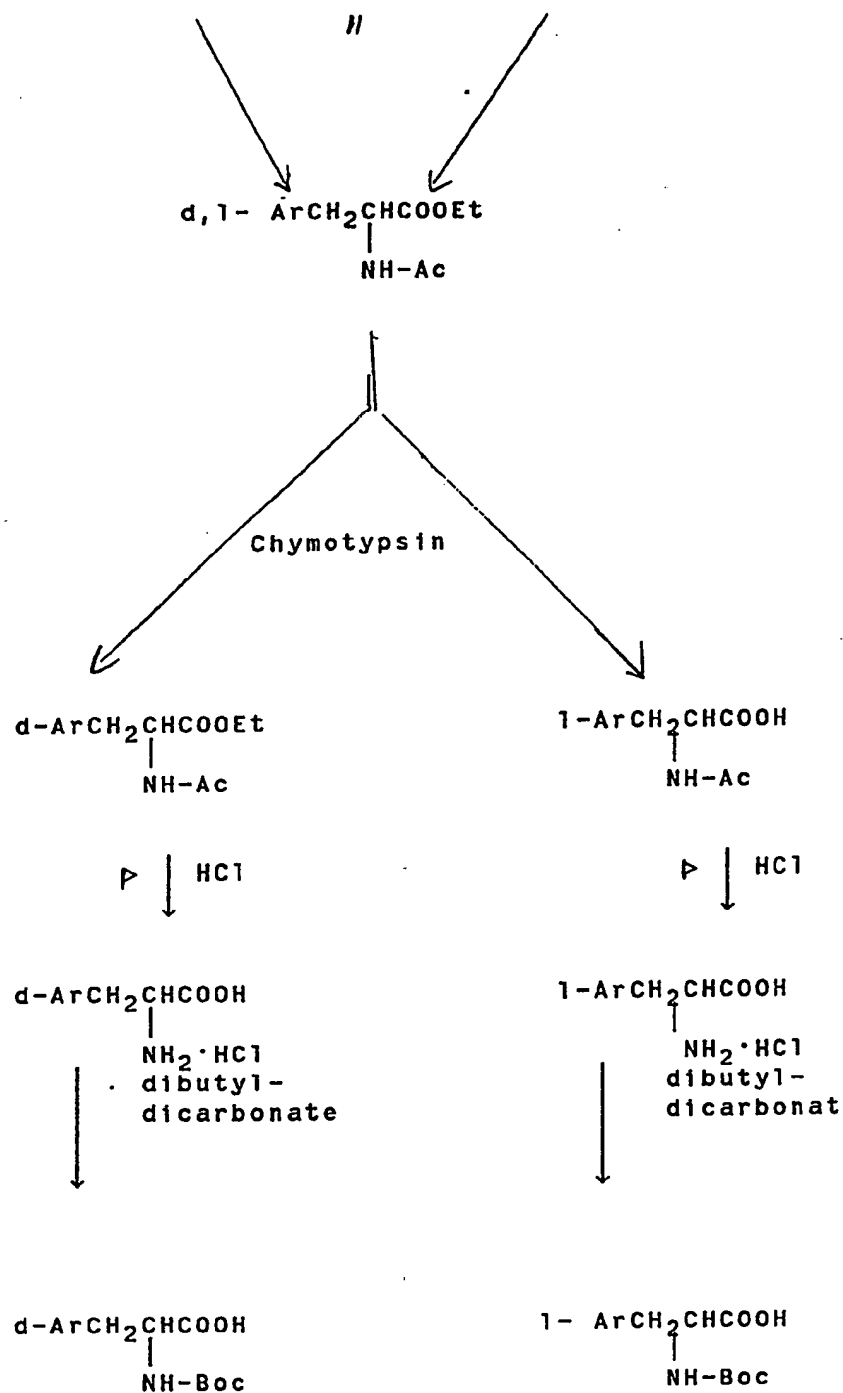 "
d,l- ArCH2CHCOOEt
NH-Ac
Chymotypsin
d-ArCH2CHCOOEt
NH-Ac
l-ArCH2CHCOOH
NH-Ac
HCl
HCl
d-ArCH2CHCOOH
NH2·HCl
dibutyl-
dicarbonate
l-ArCH2CHCOOH
NH2·HCl
dibutyl-
dicarbonat
d-ArCH2CHCOOH
NH-Boc
l- ArCH2CHCOOH
NH-Boc